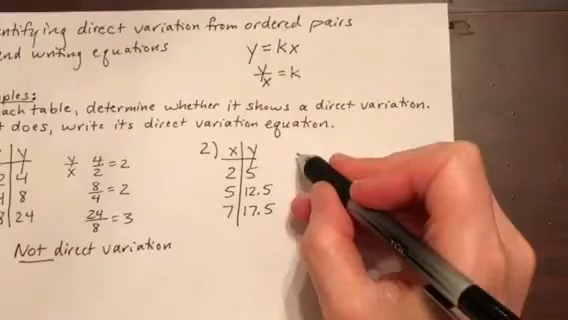 ntifying direct variation from ordered pairs
nd writing equations
y = kx
y/x = k
ples:
ach table, determine whether it shows a direct variation.
t does, write its direct variation equation.
y
2 4
4 8
8 24
y/x 4/2 = 2
8/4 = 2
24/8 = 3
Not direct variation
2) x y
2 5
5 12.5
7 17.5